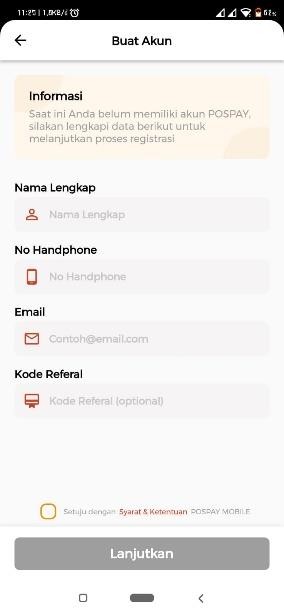 11:25 | 1,8KB/d
Buat Akun
Informasi
Saat ini Anda belum memiliki akun POSPAY,
silakan lengkapi data berikut untuk
melanjutkan proses registrasi
Nama Lengkap
Nama Lengkap
No Handphone
No Handphone
Email
Contoh@email.com
Kode Referal
Kode Referal (optional)
Setuju dengan Syarat & Ketentuan POSPAY MOBILE
Lanjutkan